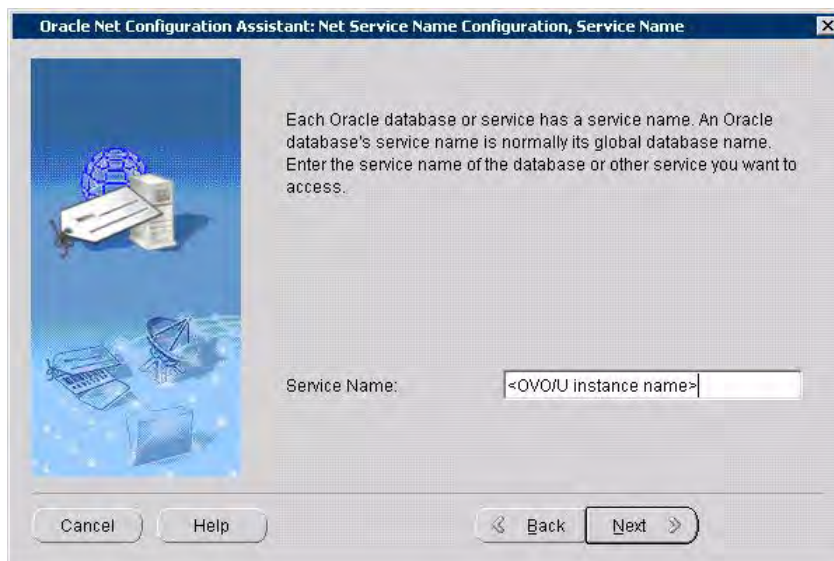 Oracle Net Configuration Assistant: Net Service Name Configuration, Service Name
Each Oracle database or service has a service name. An Oracle
database's service name is normally its global database name.
Enter the service name of the database or other service you want to
access.
Service Name:
<OVO/U instance name>
Cancel
Help
Back
Next